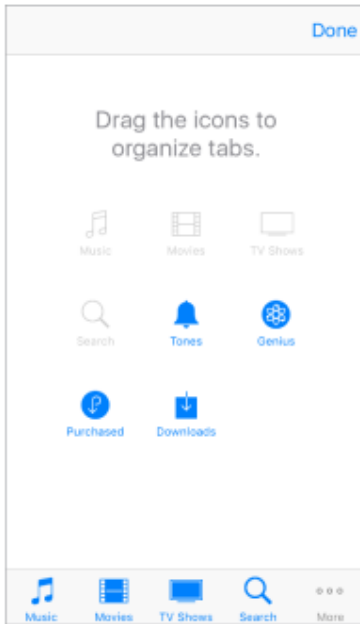 Done
Drag the icons to
organize tabs.
Music Movies TV Shows
Search Tones Genius
Purchased Downloads
Music Movies TV Shows Search More